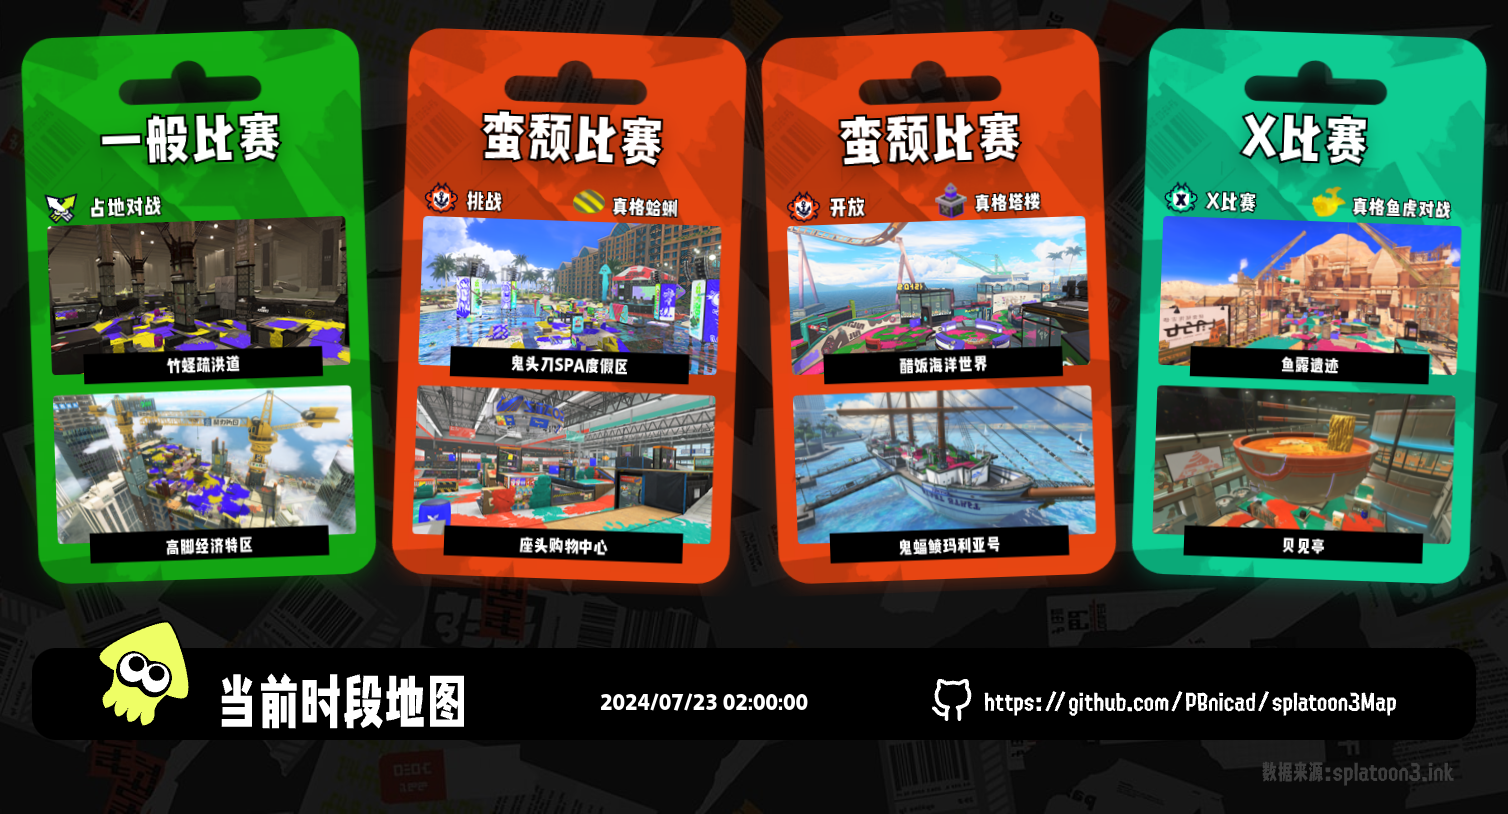 一般比赛
占地对战
竹蛏疏洪道
高脚经济特区
蛮颓比赛
挑战
真格蛤蜊
鬼头刀SPA度假区
座头购物中心
蛮颓比赛
开放
真格塔楼
醋饭海洋世界
鬼蝠鲼玛利亚号
X比赛
X比赛
真格鱼虎对战
鱼露遗迹
贝见亭
当前时段地图
2024/07/23 02:00:00
https://github.com/PBnicad/splatoon3Map
数据来源:splatoon3.ink